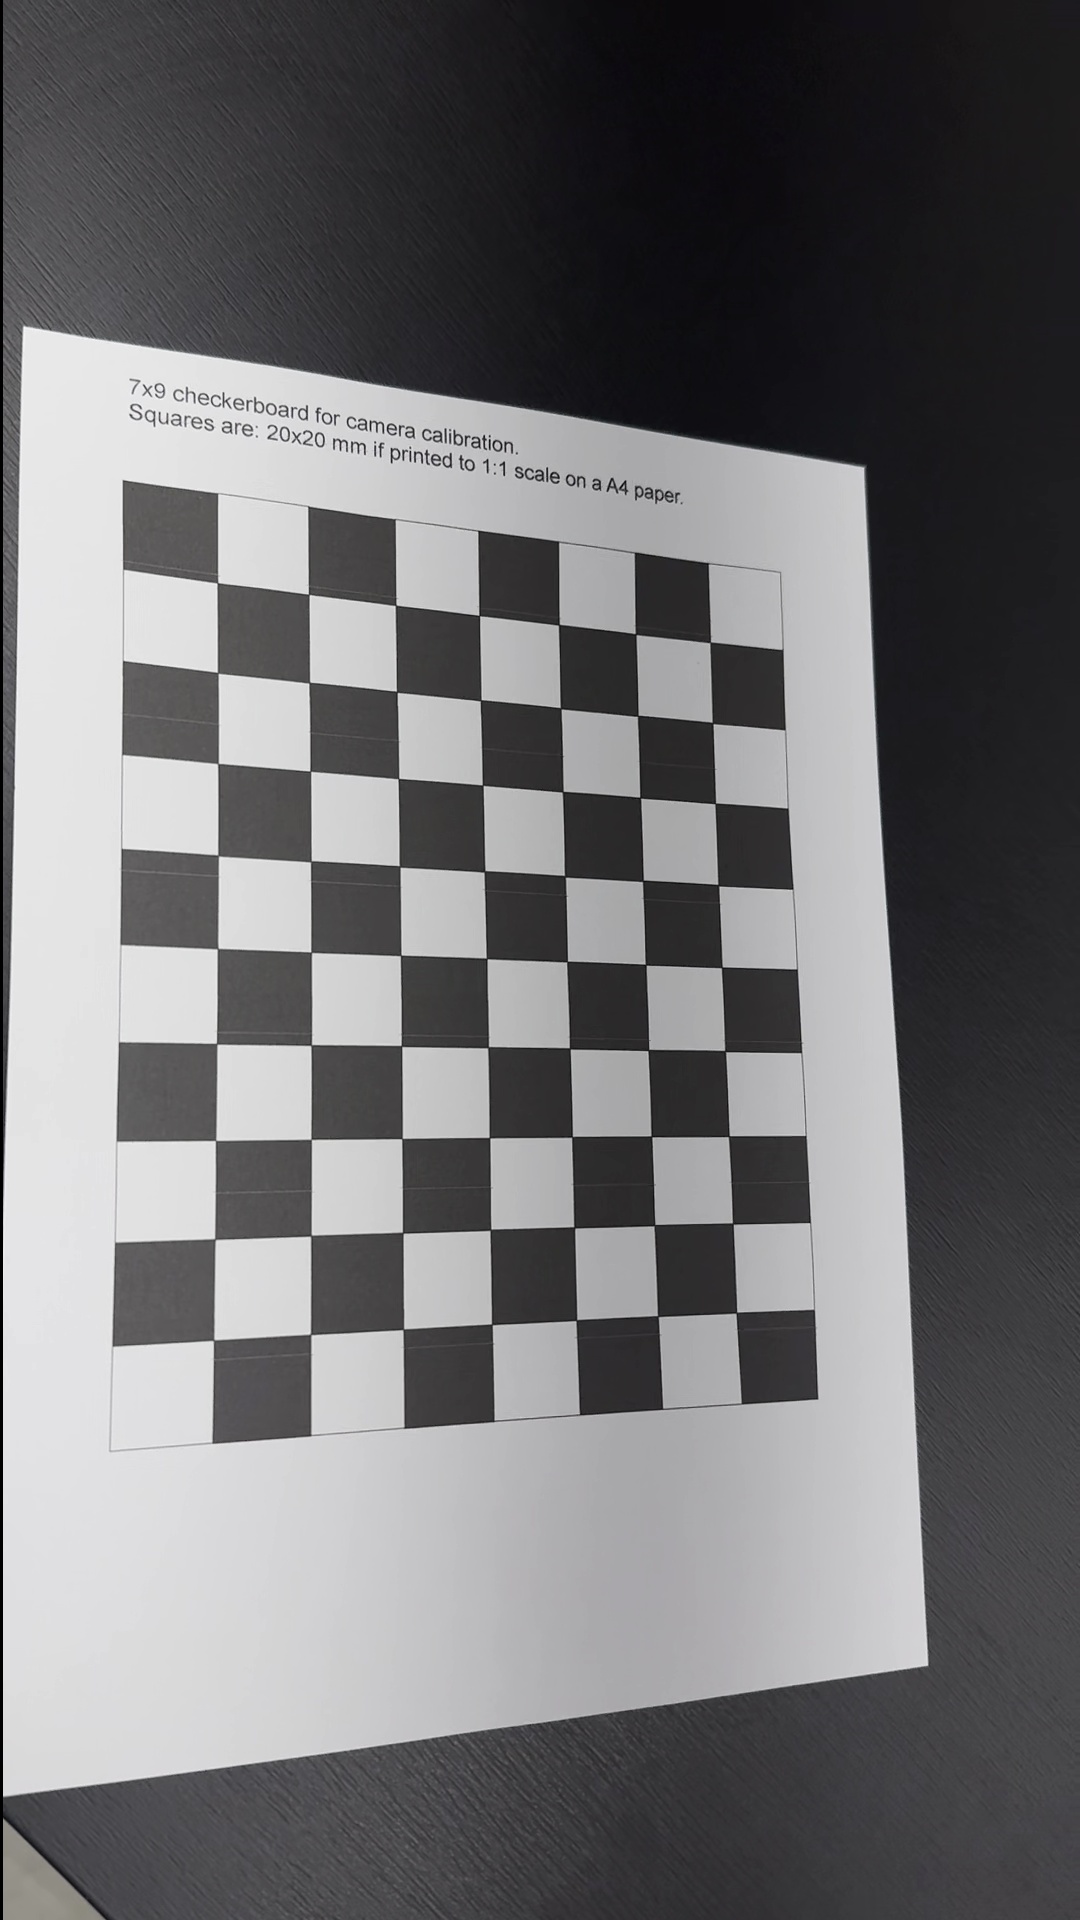 7x9 checkerboard for camera calibration.
Squares are: 20x20 mm if printed to 1:1 scale on a A4 paper.